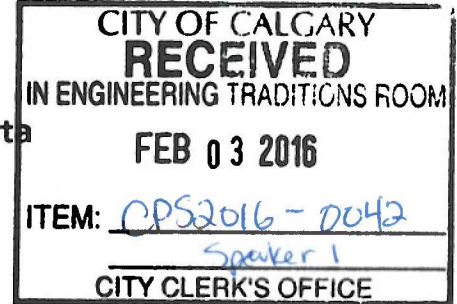 CITY OF CALGARY
RECEIVED
IN ENGINEERING TRADITIONS ROOM
ta
FEB 03 2016
ITEM: CPS2016-0042
Speaker 1
CITY CLERK'S OFFICE